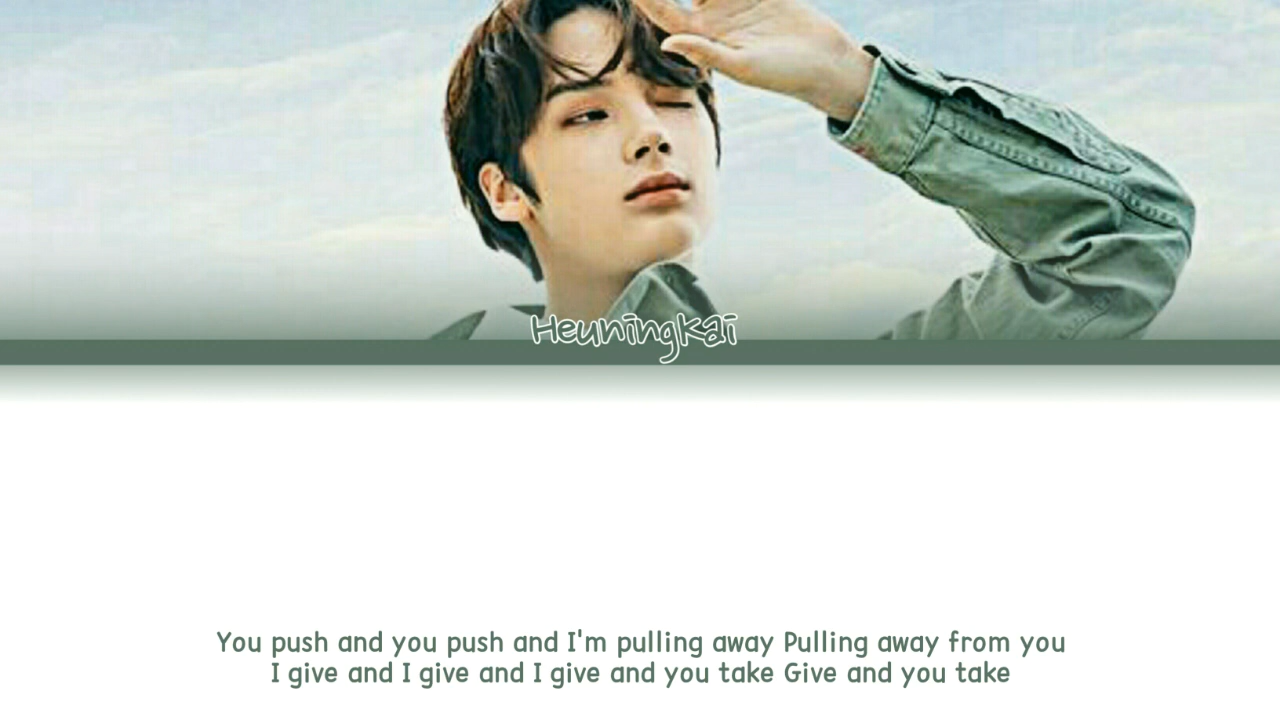 Heuningkai
You push and you push and I'm pulling away Pulling away from you
I give and I give and I give and you take Give and you take